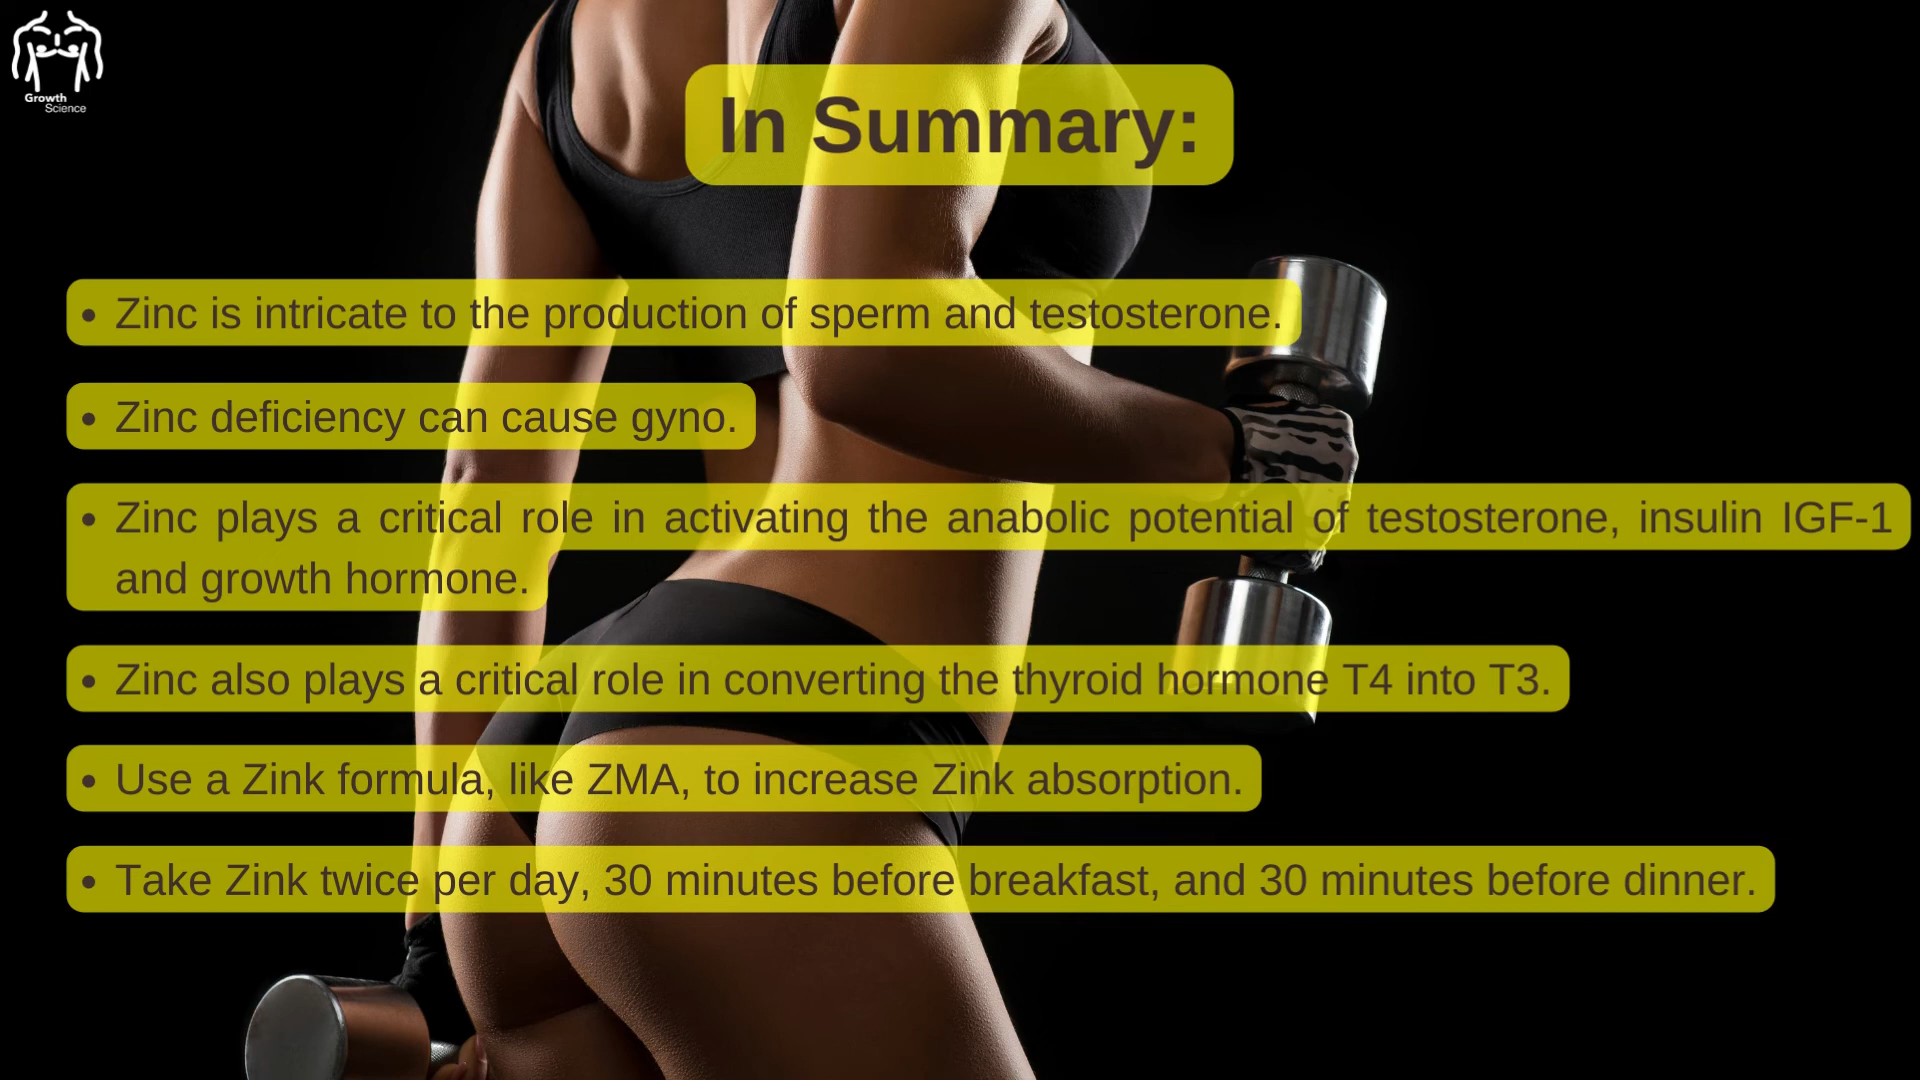 Growth
Science
In Summary:
• Zinc is intricate to the production of sperm and testosterone.
• Zinc deficiency can cause gyno.
• Zinc plays a critical role in activating the anabolic potential of testosterone, insulin IGF-1
and growth hormone.
• Zinc also plays a critical role in converting the thyroid hormone T4 into T3.
• Use a Zink formula, like ZMA, to increase Zink absorption.
• Take Zink twice per day, 30 minutes before breakfast, and 30 minutes before dinner.